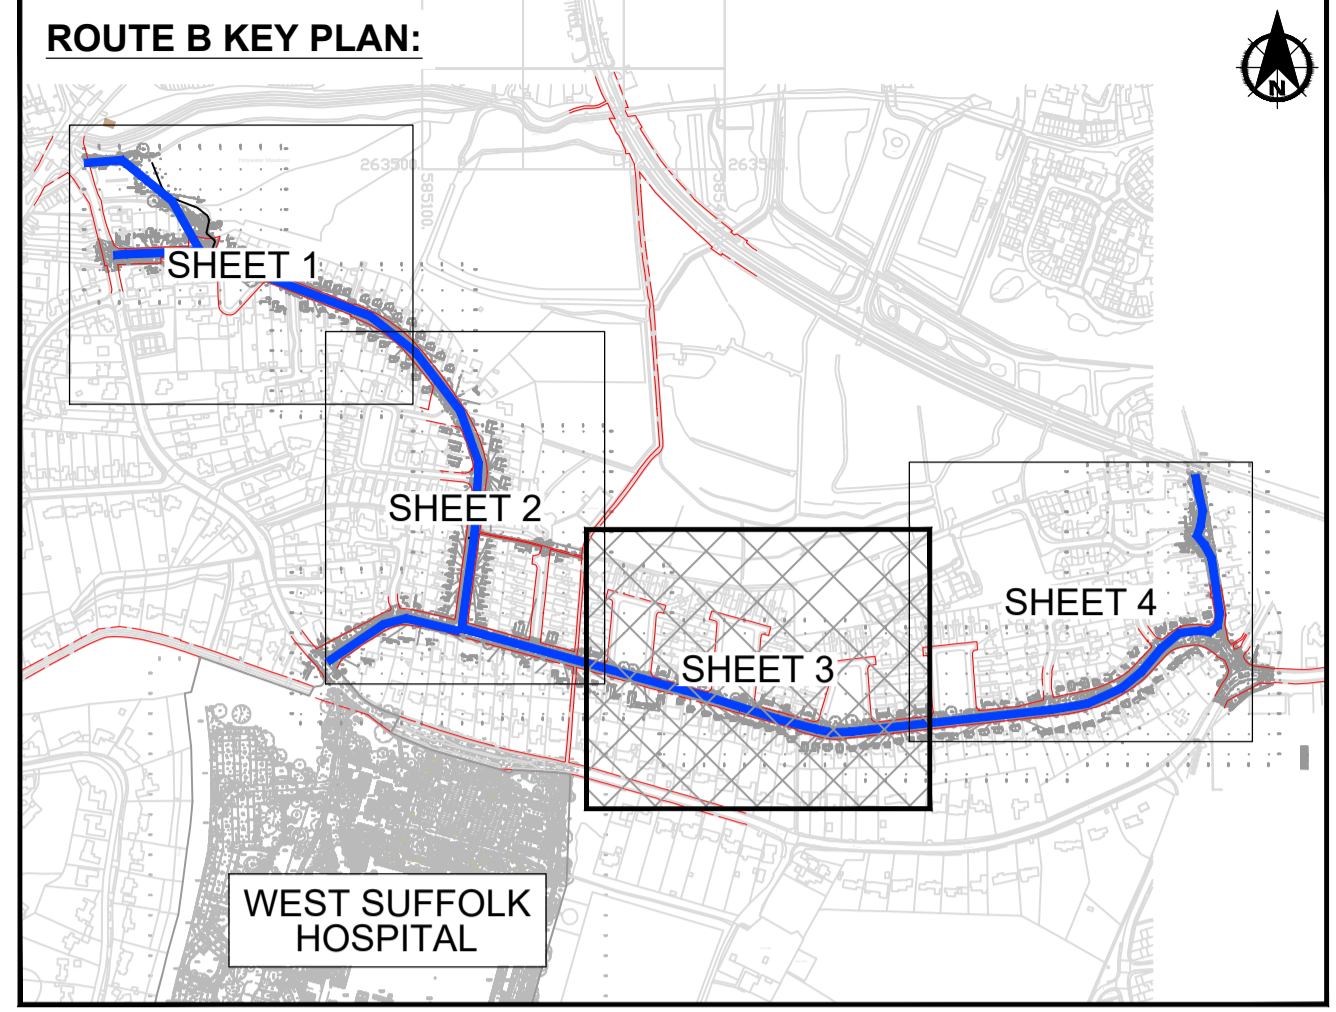 ROUTE B KEY PLAN:
N
263500.
263500.
585100.
SHEET 1
SHEET 2
SHEET 3
SHEET 4
WEST SUFFOLK
HOSPITAL